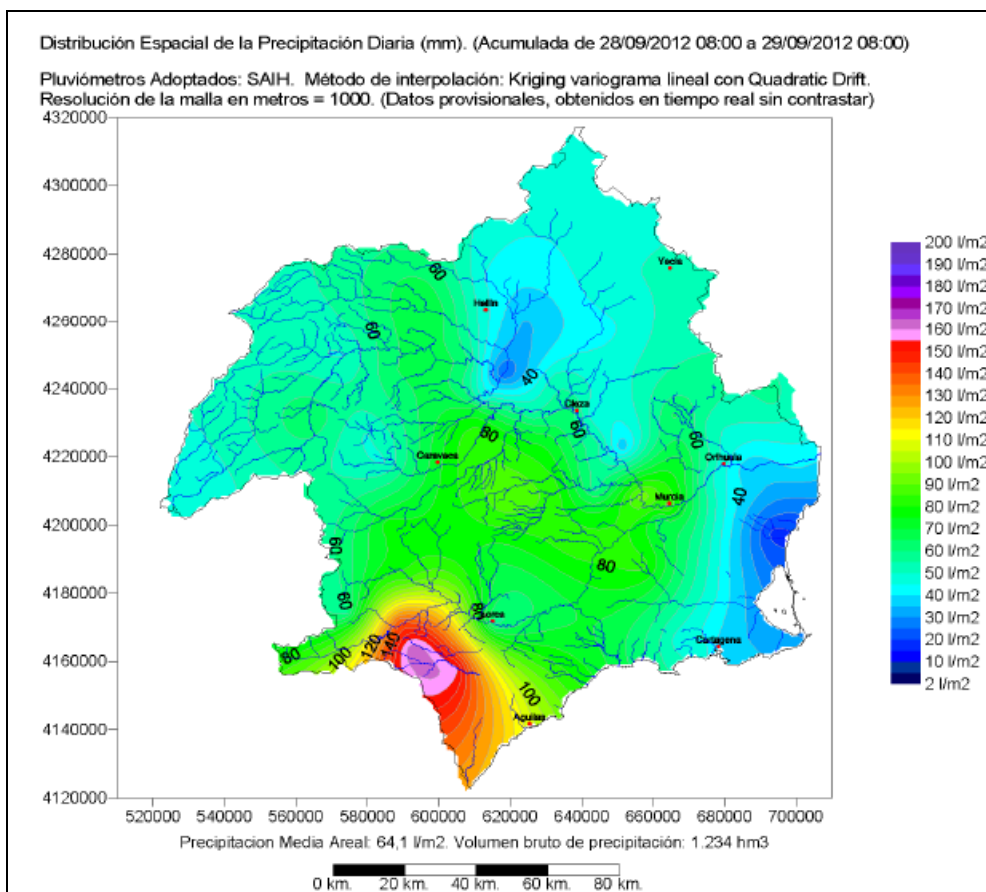 Distribución Espacial de la Precipitación Diaria (mm). (Acumulada de 28/09/2012 08:00 a 29/09/2012 08:00)
Pluviómetros Adoptados: SAIH. Método de interpolación: Kriging variograma lineal con Quadratic Drift.
Resolución de la malla en metros = 1000. (Datos provisionales, obtenidos en tiempo real sin contrastar)
4320000
4300000
4280000
4260000
4240000
4220000
4200000
4180000
4160000
4140000
4120000
Yecla
60
Hellin
60
40
Cieza
80
60
60
Caravaca
Orihuela
40
Murcia
60
80
60
80
Lorca
140
120
100
80
Cartagena
100
Aguilas
200 l/m2
190 l/m2
180 l/m2
170 l/m2
160 l/m2
150 l/m2
140 l/m2
130 l/m2
120 l/m2
110 l/m2
100 l/m2
90 l/m2
80 l/m2
70 l/m2
60 l/m2
50 l/m2
40 l/m2
30 l/m2
20 l/m2
10 l/m2
2 l/m2
520000 540000 560000 580000 600000 620000 640000 660000 680000 700000
Precipitacion Media Areal: 64,1 l/m2. Volumen bruto de precipitación: 1.234 hm3
0 km. 20 km. 40 km. 60 km. 80 km.